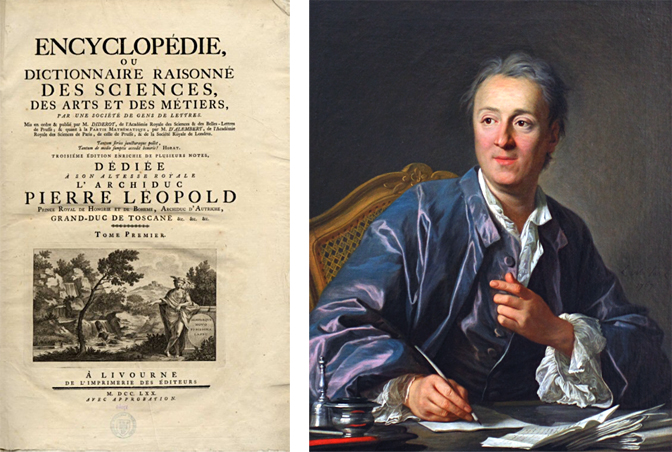 ENCYCLOPÉDIE,
OU
DICTIONNAIRE RAISONNÉ
DES SCIENCES,
DES ARTS ET DES MÉTIERS,
PAR UNE SOCIÉTÉ DE GENS DE LETTRES.
Mis en ordre & publié par M. DIDEROT, de l'Académie Royale des Sciences & des Belles-Lettres
de Prusse; & quant à la PARTIE MATHÉMATIQUE, par M. D'ALEMBERT, de l'Académie
Royale des Sciences de Paris, de celle de Prusse, & de la Société Royale de Londres.
Tantum series juncturaque pollet,
Tantum de medio sumptis accedit honoris! HORAT.
TROISIÈME ÉDITION ENRICHIE DE PLUSIEURS NOTES,
DÉDIÉE
À SON ALTESSE ROYALE
L'ARCHIDUC
PIERRE LÉOPOLD
PRINCE ROYAL DE HONGRIE ET DE BOHEME, ARCHIDUC D'AUTRICHE,
GRAND-DUC DE TOSCANE &c. &c. &c.
TOME PREMIER.
À LIVOURNE
DE L'IMPRIMERIE DES ÉDITEURS
M. DCC. LXX.
AVEC APPROBATION.